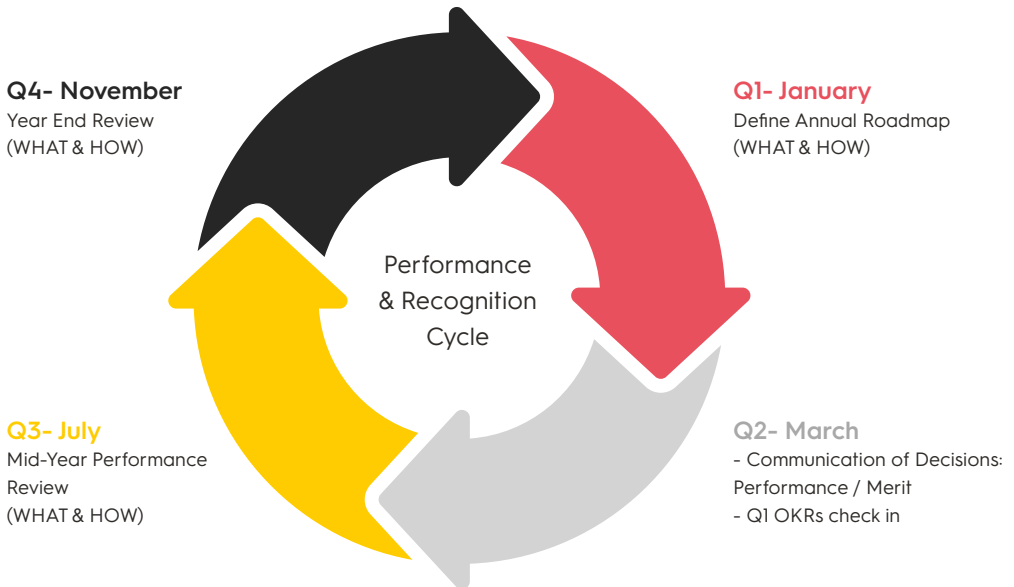 Q4- November
Year End Review
(WHAT & HOW)
Q1- January
Define Annual Roadmap
(WHAT & HOW)
Performance
& Recognition
Cycle
Q3- July
Mid-Year Performance
Review
(WHAT & HOW)
Q2- March
- Communication of Decisions:
Performance / Merit
- Q1 OKRs check in